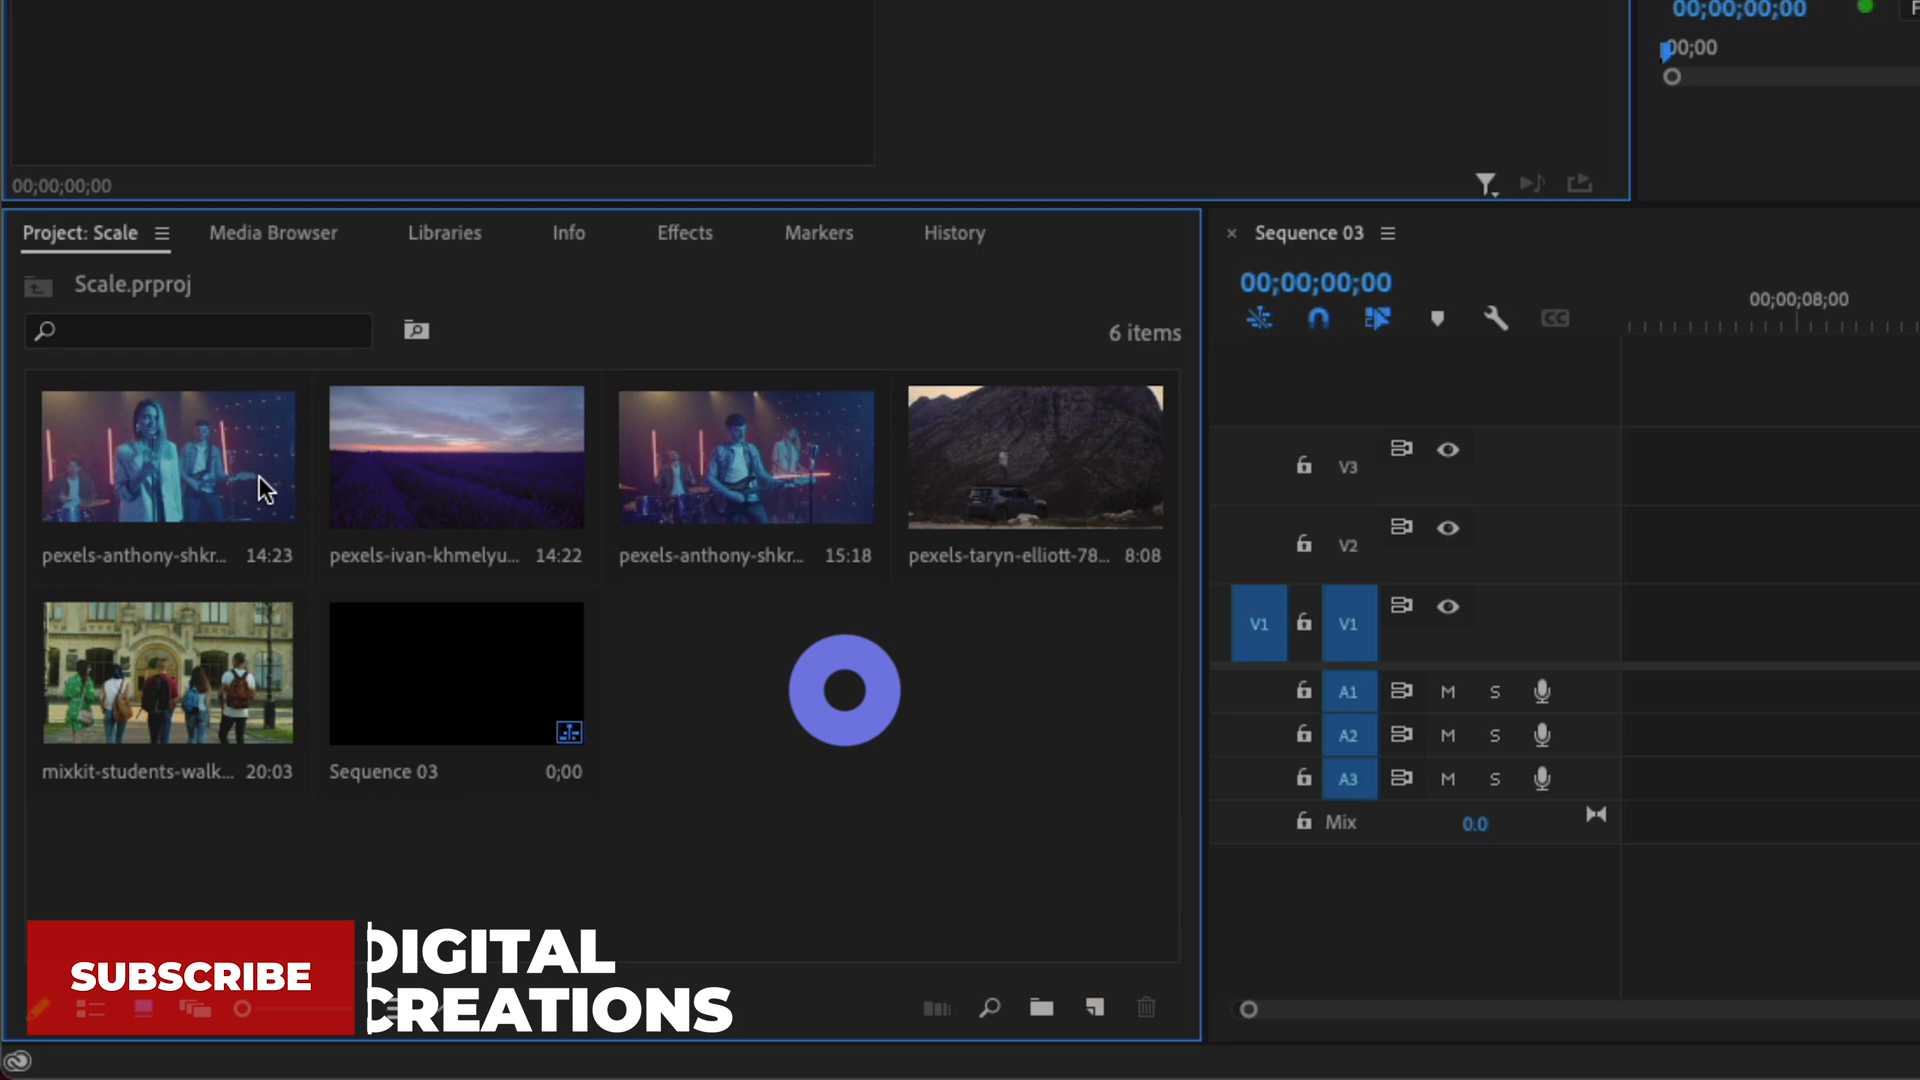 00;00;00;00
00;00
00;00;00;00
Project: Scale
Media Browser
Libraries
Info
Effects
Markers
History
Scale.prproj
6 items
pexels-anthony-shkr... 14:23
pexels-ivan-khmelyu... 14:22
pexels-anthony-shkr... 15:18
pexels-taryn-elliott-78... 8:08
mixkit-students-walk... 20:03
Sequence 03 0;00
SUBSCRIBE
DIGITAL
CREATIONS
Sequence 03
00;00;00;00
00;00;08;00
CC
V3
V2
V1 V1
A1 M S
A2 M S
A3 M S
Mix 0.0